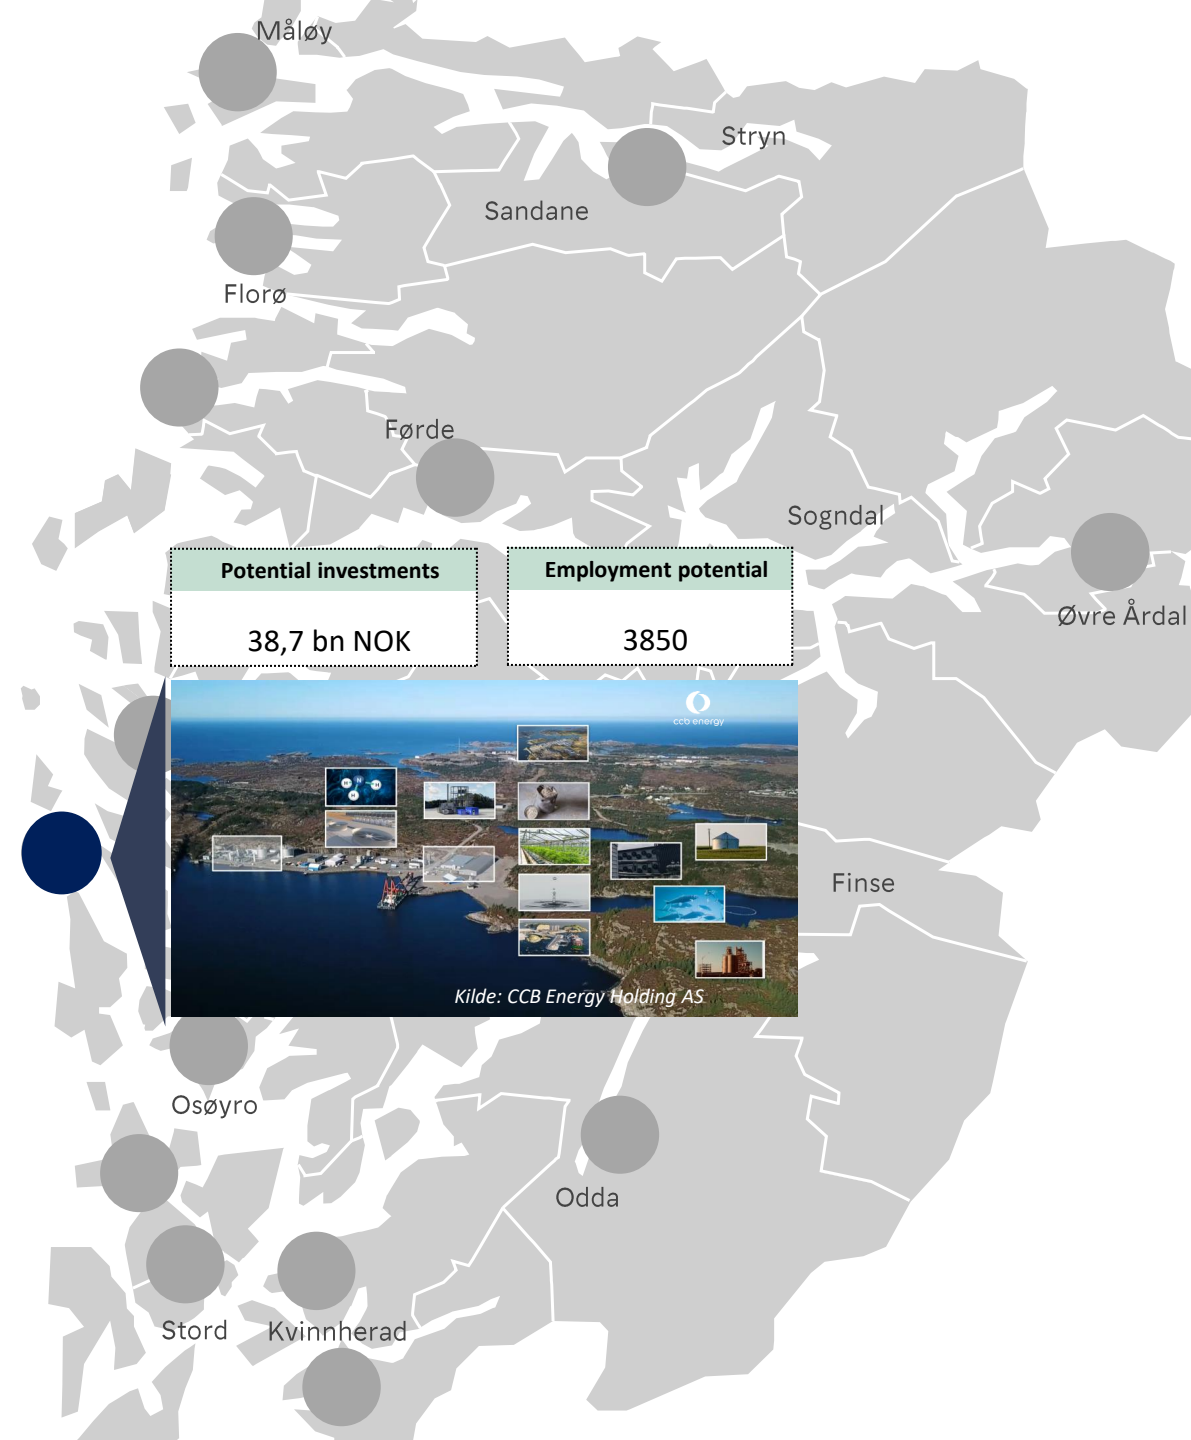 Måløy
Stryn
Sandane
Florø
Førde
Sogndal
Potential investments
38,7 bn NOK
Employment potential
3850
Øvre Årdal
ccb energy
H
H
H
H
Finse
Kilde: CCB Energy Holding AS
Osøyro
Odda
Stord
Kvinnherad